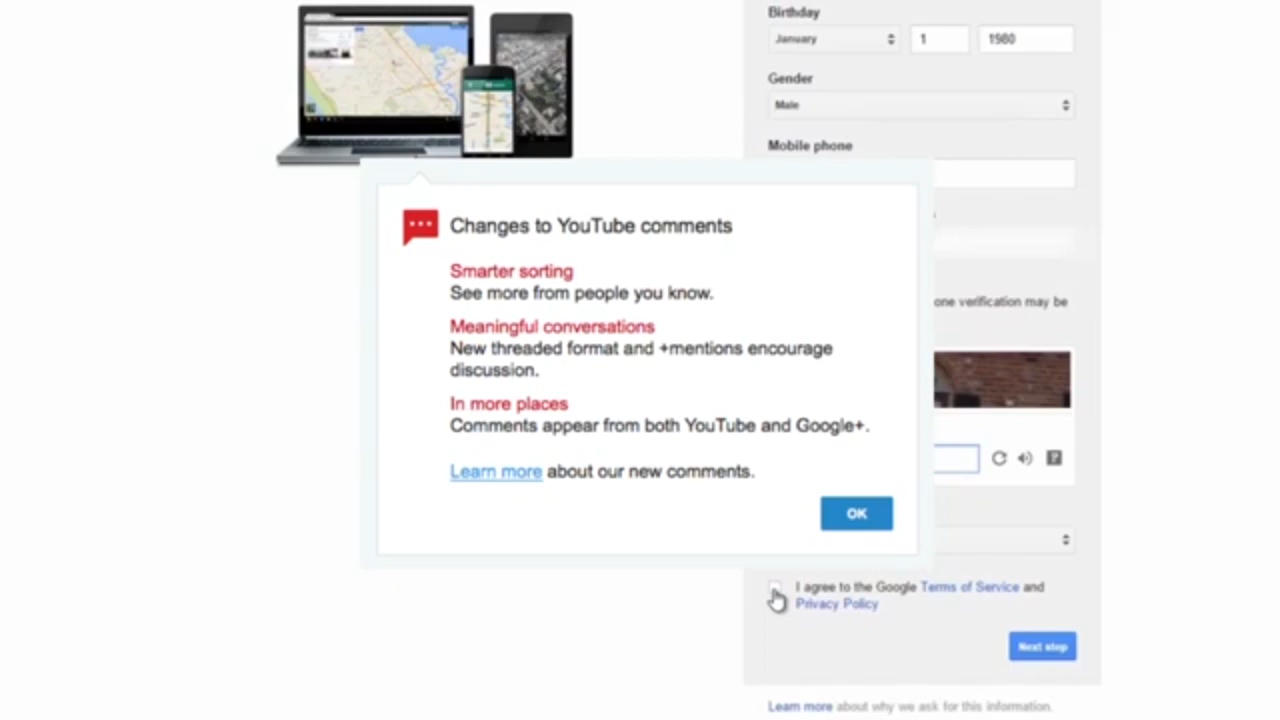 Birthday
January
1
1980
Gender
Male
Mobile phone
Changes to YouTube comments
Smarter sorting
See more from people you know.
Meaningful conversations
New threaded format and +mentions encourage
discussion.
In more places
Comments appear from both YouTube and Google+.
Learn more about our new comments.
OK
one verification may be
I agree to the Google Terms of Service and
Privacy Policy
Next step
Learn more about why we ask for this information.